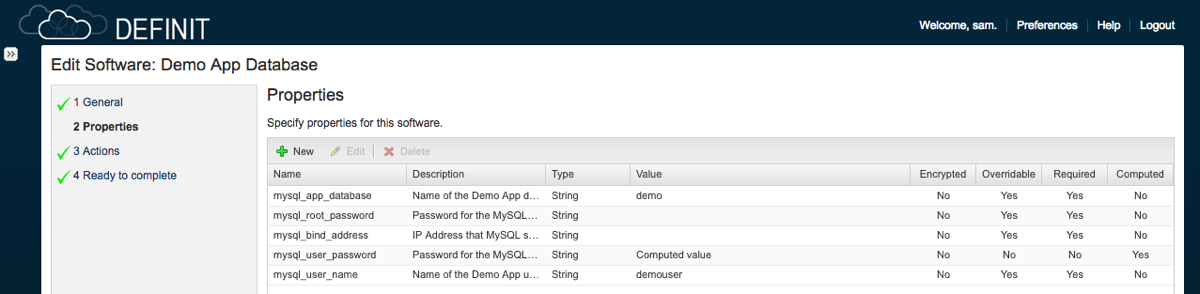 DEFINIT
Welcome, sam. Preferences Help Logout
Edit Software: Demo App Database
1 General
2 Properties
3 Actions
4 Ready to complete
Properties
Specify properties for this software.
New Edit Delete
Name Description Type Value Encrypted Overridable Required Computed
mysql_app_database Name of the Demo App d... String demo No Yes Yes No
mysql_root_password Password for the MySQL... String No Yes Yes No
mysql_bind_address IP Address that MySQL s... String No Yes Yes No
mysql_user_password Password for the MySQL... String Computed value No No No Yes
mysql_user_name Name of the Demo App u... String demouser No Yes Yes No